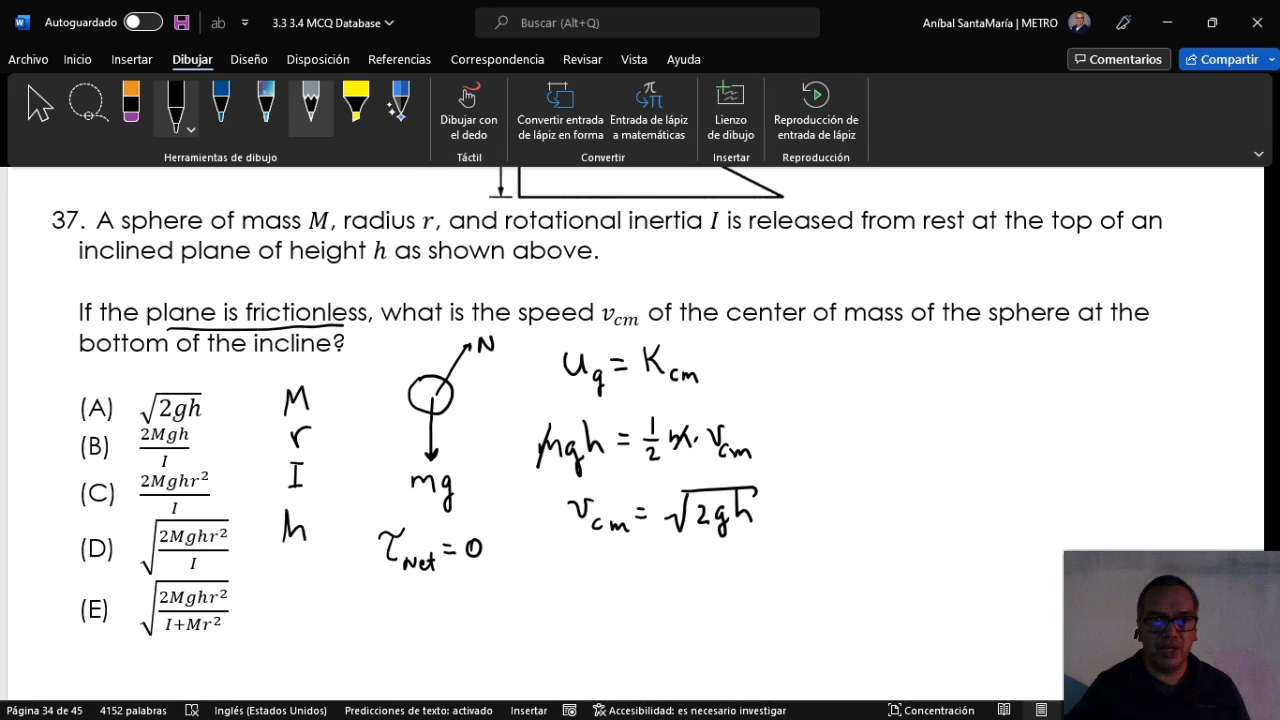 Autoguardado
ab
3.3 3.4 MCQ Database
Buscar (Alt+Q)
Aníbal SantaMaría | METRO
Archivo Inicio Insertar Dibujar Diseño Disposición Referencias Correspondencia Revisar Vista Ayuda
Comentarios Compartir
Dibujar con el dedo
Convertir entrada de lápiz en forma
Entrada de lápiz a matemáticas
Lienzo de dibujo
Reproducción de entrada de lápiz
Herramientas de dibujo Táctil Convertir Insertar Reproducción
37. A sphere of mass M, radius r, and rotational inertia I is released from rest at the top of an
inclined plane of height h as shown above.
If the plane is frictionless, what is the speed v_cm of the center of mass of the sphere at the
bottom of the incline?
(A) √2gh
(B) 2Mgh/I
(C) 2Mghr²/I
(D) √(2Mghr²/I)
(E) √(2Mghr²/(I+Mr²))
M
r
I
h
N
mg
τ_Net = 0
U_g = K_cm
Mgh = 1/2 M · v_cm
v_cm = √2gh
Página 34 de 45 4152 palabras Inglés (Estados Unidos) Predicciones de texto: activado Insertar Accesibilidad: es necesario investigar Concentración